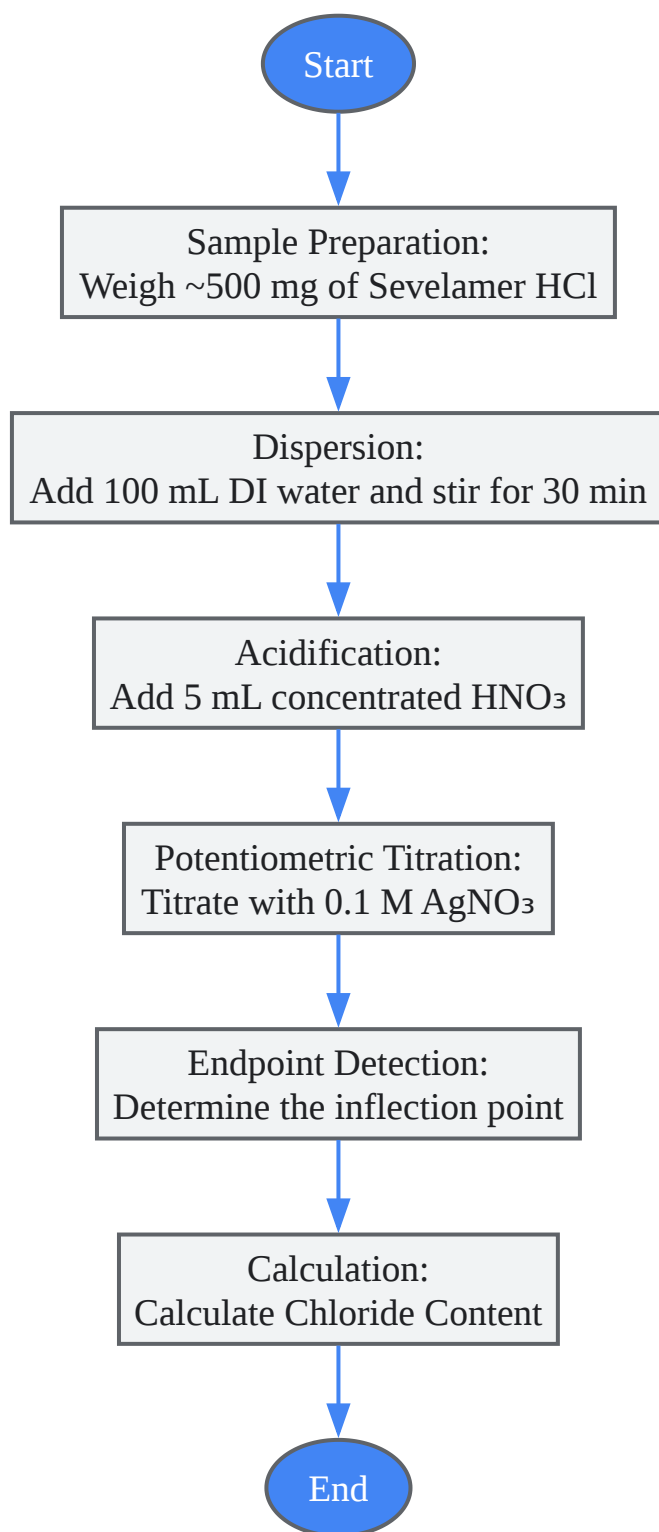 Start
Sample Preparation:
Weigh ~500 mg of Sevelamer HCl
Dispersion:
Add 100 mL DI water and stir for 30 min
Acidification:
Add 5 mL concentrated HNO₃
Potentiometric Titration:
Titrate with 0.1 M AgNO₃
Endpoint Detection:
Determine the inflection point
Calculation:
Calculate Chloride Content
End